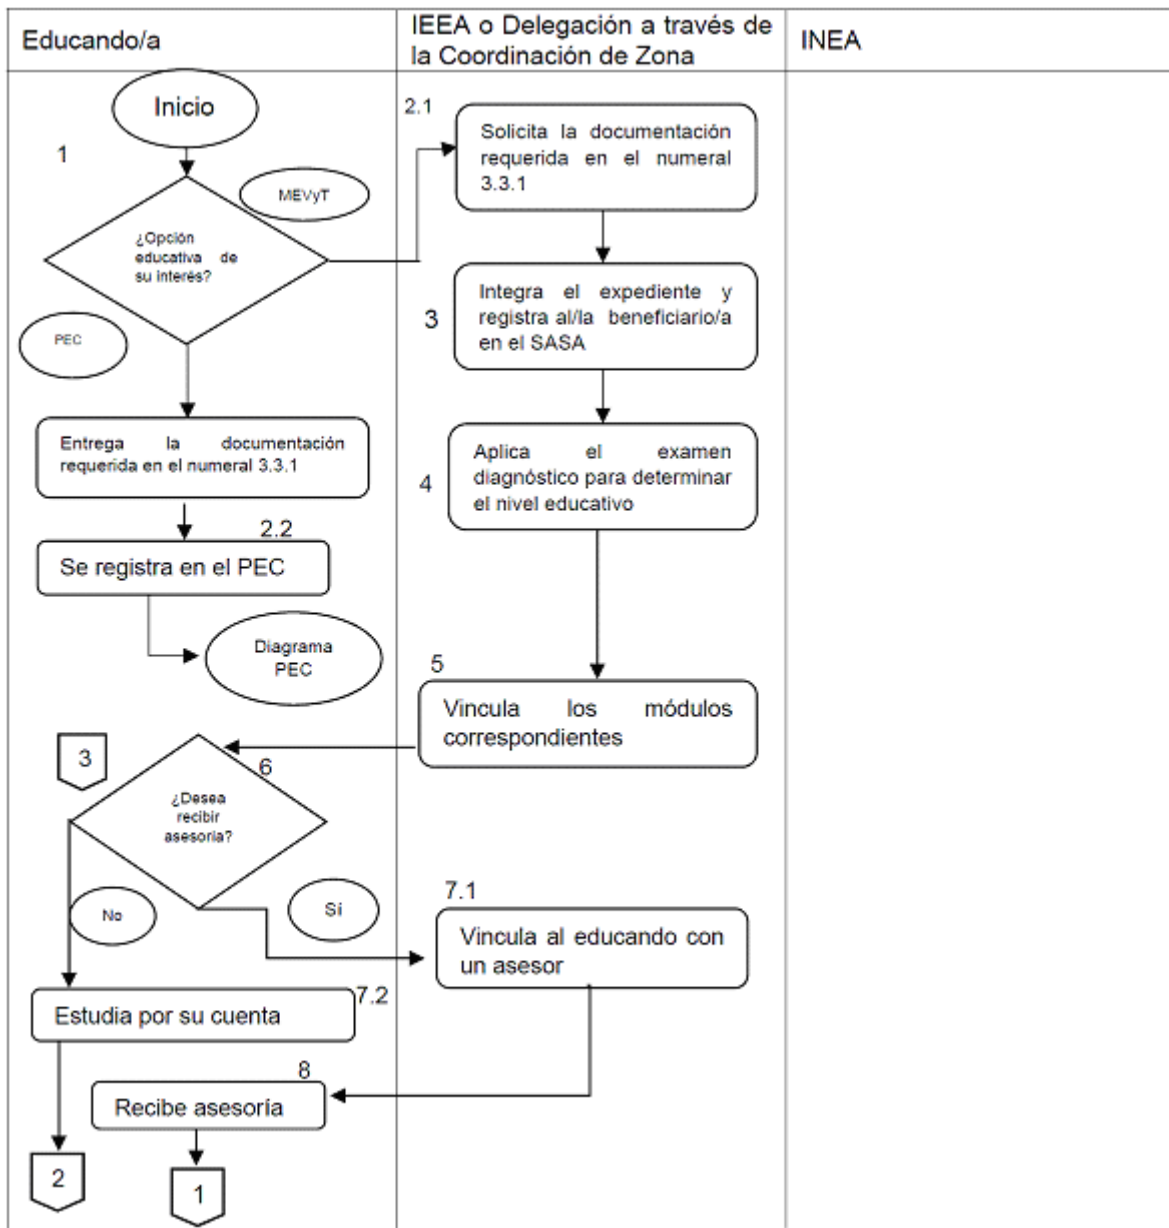 Educando/a
IEEA o Delegación a través de
la Coordinación de Zona
INEA
Inicio
1
MEVyT
¿Opción
educativa de
su interés?
PEC
2.1
Solicita la documentación
requerida en el numeral
3.3.1
3
Integra el expediente y
registra al/la beneficiario/a
en el SASA
Entrega la documentación
requerida en el numeral 3.3.1
4
Aplica el examen
diagnóstico para determinar
el nivel educativo
2.2
Se registra en el PEC
Diagrama
PEC
5
Vincula los módulos
correspondientes
3
6
¿Desea
recibir
asesoría?
No
Sí
7.1
Vincula al educando con
un asesor
7.2
Estudia por su cuenta
8
Recibe asesoría
2
1